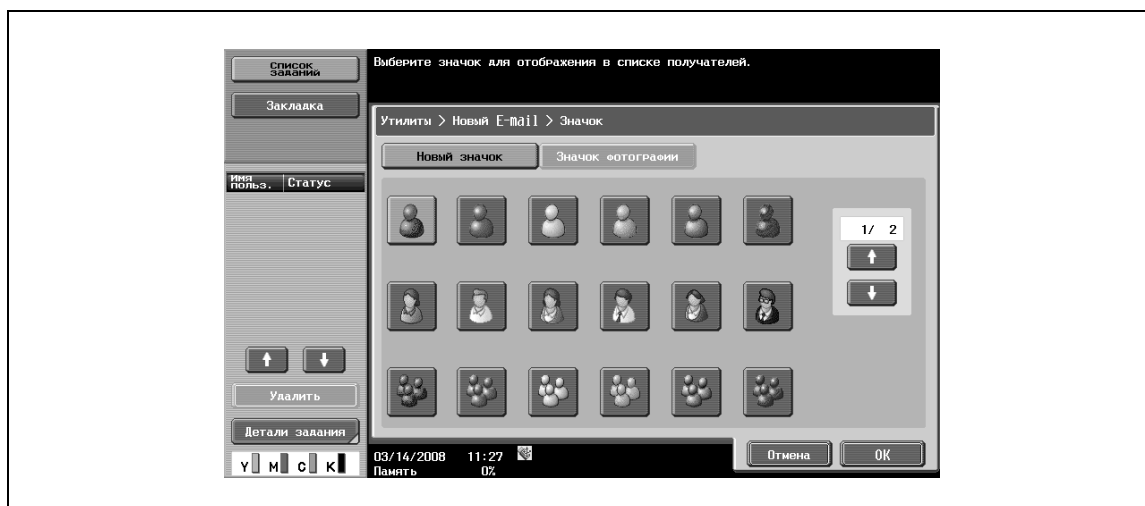 Список
заданий
Выберите значок для отображения в списке получателей.
Закладка
Утилиты > Новый E-mail > Значок
Новый значок
Значок фотографии
Имя
польз.
Статус
1/ 2
Удалить
Детали задания
Y M C K
03/14/2008 11:27
Память 0%
Отмена
OK